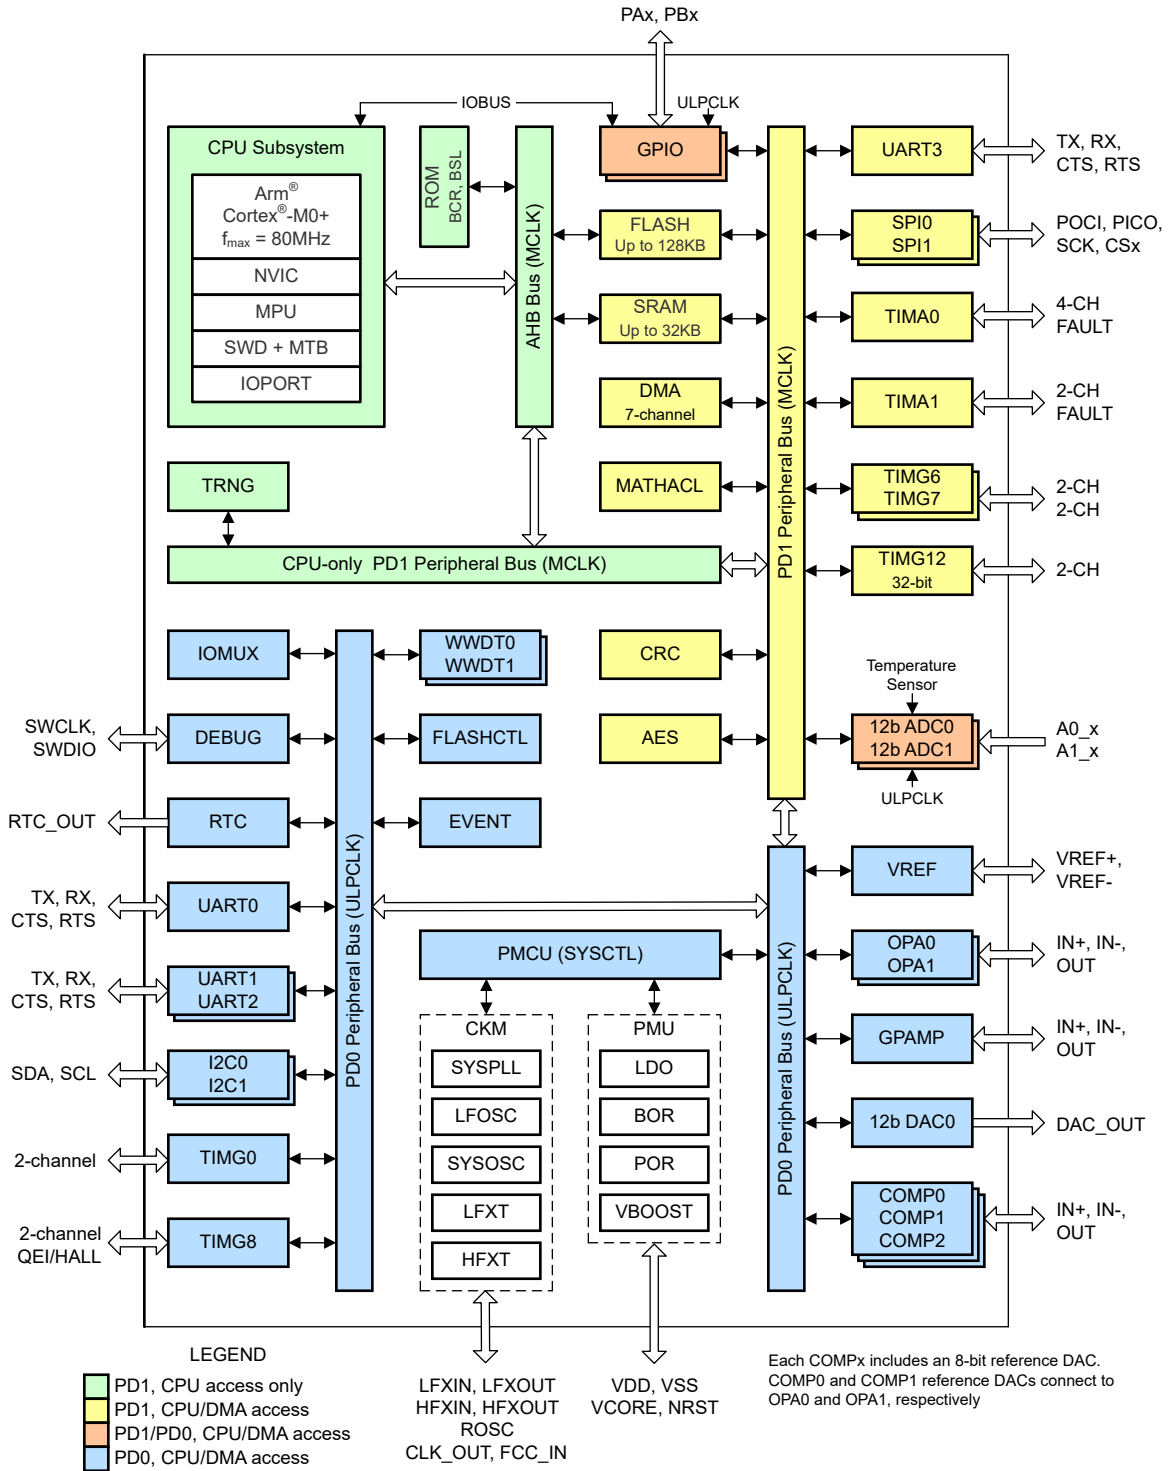 PAx, PBx
IOBUS
ULPCLK
CPU Subsystem
Arm®
Cortex®-M0+
fmax = 80MHz
NVIC
MPU
SWD + MTB
IOPORT
ROM
BCR, BSL
AHB Bus (MCLK)
GPIO
FLASH
Up to 128KB
SRAM
Up to 32KB
DMA
7-channel
MATHACL
PD1 Peripheral Bus (MCLK)
UART3
TX, RX,
CTS, RTS
SPI0
SPI1
POCI, PICO,
SCK, CSx
TIMA0
4-CH
FAULT
TIMA1
2-CH
FAULT
TIMG6
TIMG7
2-CH
2-CH
TIMG12
32-bit
2-CH
TRNG
CPU-only PD1 Peripheral Bus (MCLK)
CRC
AES
Temperature
Sensor
12b ADC0
12b ADC1
ULPCLK
A0_x
A1_x
IOMUX
SWCLK,
SWDIO
DEBUG
RTC_OUT
RTC
TX, RX,
CTS, RTS
UART0
TX, RX,
CTS, RTS
UART1
UART2
SDA, SCL
I2C0
I2C1
2-channel
TIMG0
2-channel
QEI/HALL
TIMG8
PD0 Peripheral Bus (ULPCLK)
WWDT0
WWDT1
FLASHCTL
EVENT
PMCU (SYSCTL)
CKM
SYSPLL
LFOSC
SYSOSC
LFXT
HFXT
PMU
LDO
BOR
POR
VBOOST
PD0 Peripheral Bus (ULPCLK)
VREF
VREF+,
VREF-
OPA0
OPA1
IN+, IN-,
OUT
GPAMP
IN+, IN-,
OUT
12b DAC0
DAC_OUT
COMP0
COMP1
COMP2
IN+, IN-,
OUT
LEGEND
PD1, CPU access only
PD1, CPU/DMA access
PD1/PD0, CPU/DMA access
PD0, CPU/DMA access
LFXIN, LFXOUT
HFXIN, HFXOUT
ROSC
CLK_OUT, FCC_IN
VDD, VSS
VCORE, NRST
Each COMPx includes an 8-bit reference DAC.
COMP0 and COMP1 reference DACs connect to
OPA0 and OPA1, respectively